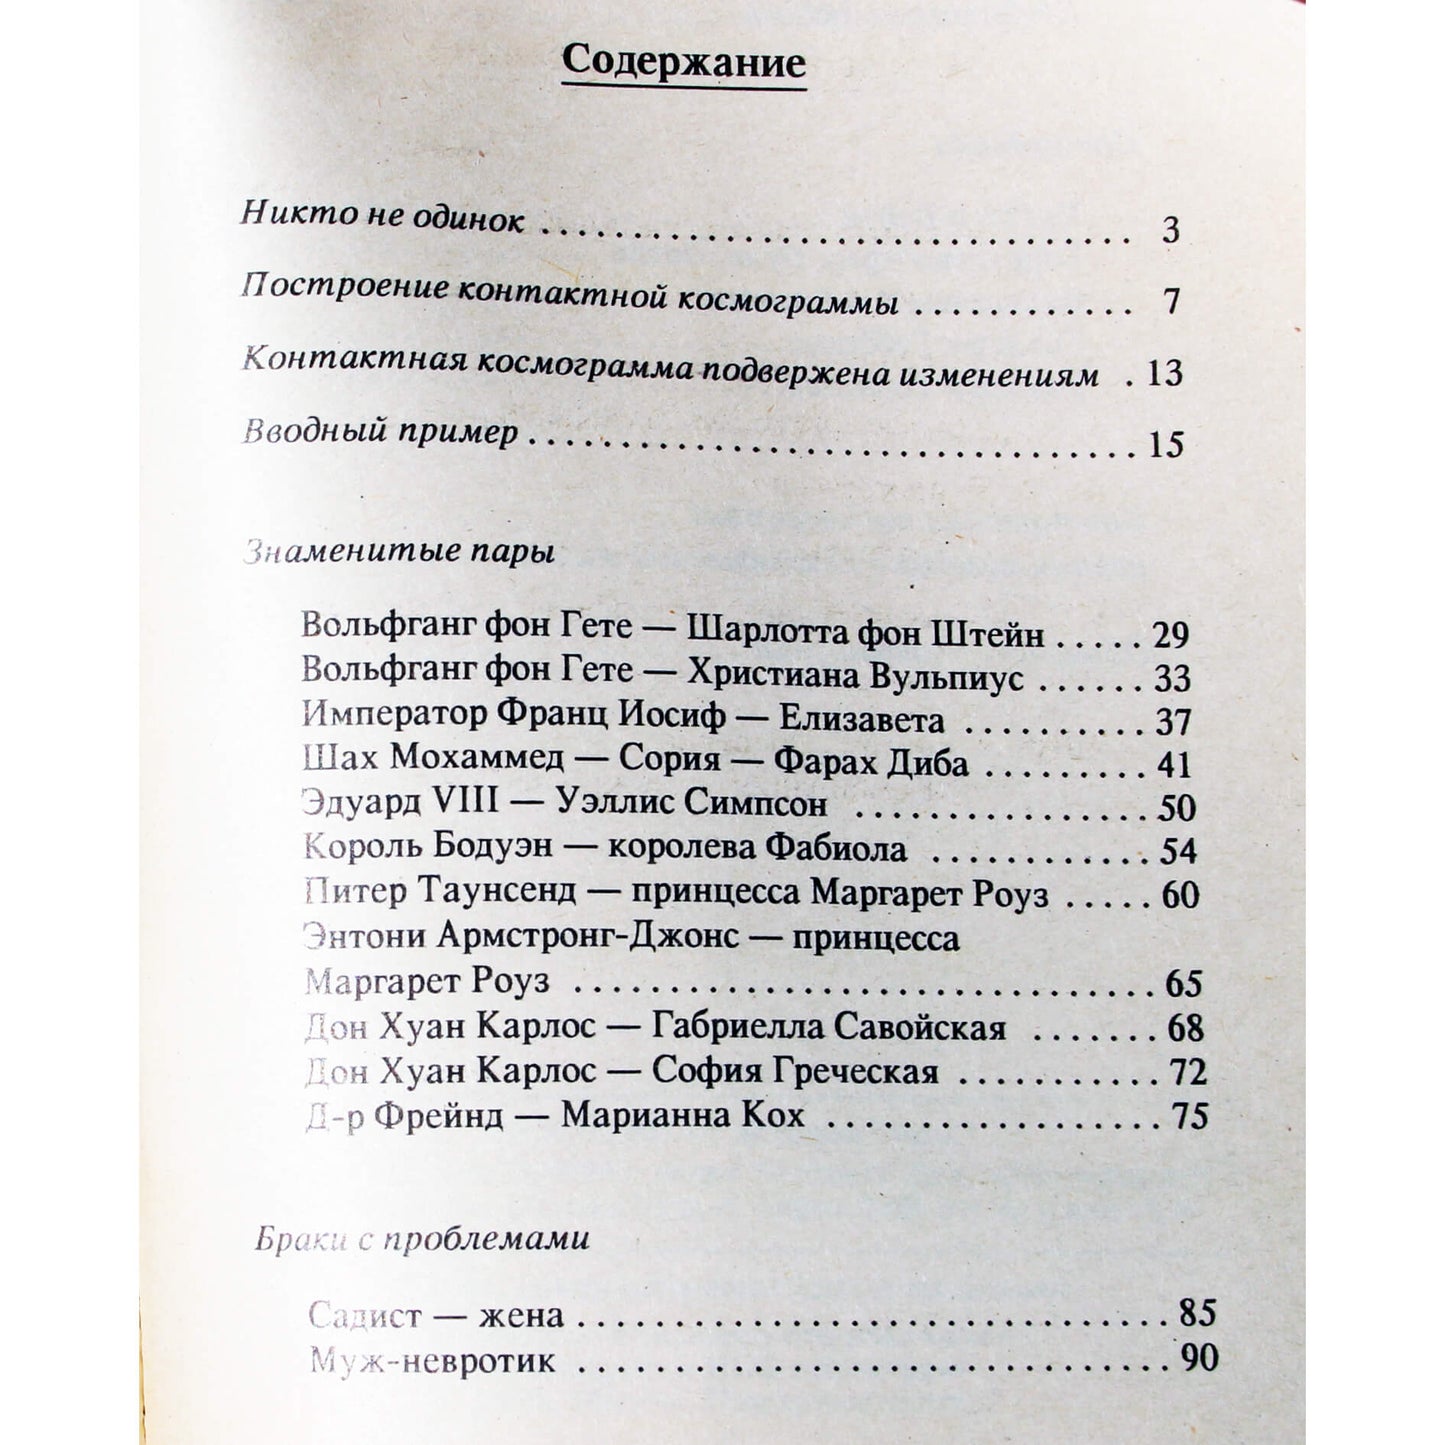 Содержание
Никто не одинок . . . . . . . . . . . . . . . . . . . . . . . . . . . . . . . . 3
Построение контактной космограммы . . . . . . . . . . . . 7
Контактная космограмма подвержена изменениям . 13
Вводный пример . . . . . . . . . . . . . . . . . . . . . . . . . . . . . . . . . 15
Знаменитые пары
Вольфганг фон Гете — Шарлотта фон Штейн . . . . . 29
Вольфганг фон Гете — Христиана Вульпиус . . . . . . 33
Император Франц Иосиф — Елизавета . . . . . . . . . . 37
Шах Мохаммед — Сория — Фарах Диба . . . . . . . . . 41
Эдуард VIII — Уэллис Симпсон . . . . . . . . . . . . . . . . 50
Король Бодуэн — королева Фабиола . . . . . . . . . . . . 54
Питер Таунсенд — принцесса Маргарет Роуз . . . . . 60
Энтони Армстронг-Джонс — принцесса
Маргарет Роуз . . . . . . . . . . . . . . . . . . . . . . . . . . . . . . . 65
Дон Хуан Карлос — Габриелла Савойская . . . . . . . 68
Дон Хуан Карлос — София Греческая . . . . . . . . . . . 72
Д-р Фрейнд — Марианна Кох . . . . . . . . . . . . . . . . . . 75
Браки с проблемами
Садист — жена . . . . . . . . . . . . . . . . . . . . . . . . . . . . . . . . 85
Муж-невротик . . . . . . . . . . . . . . . . . . . . . . . . . . . . . . . . 90